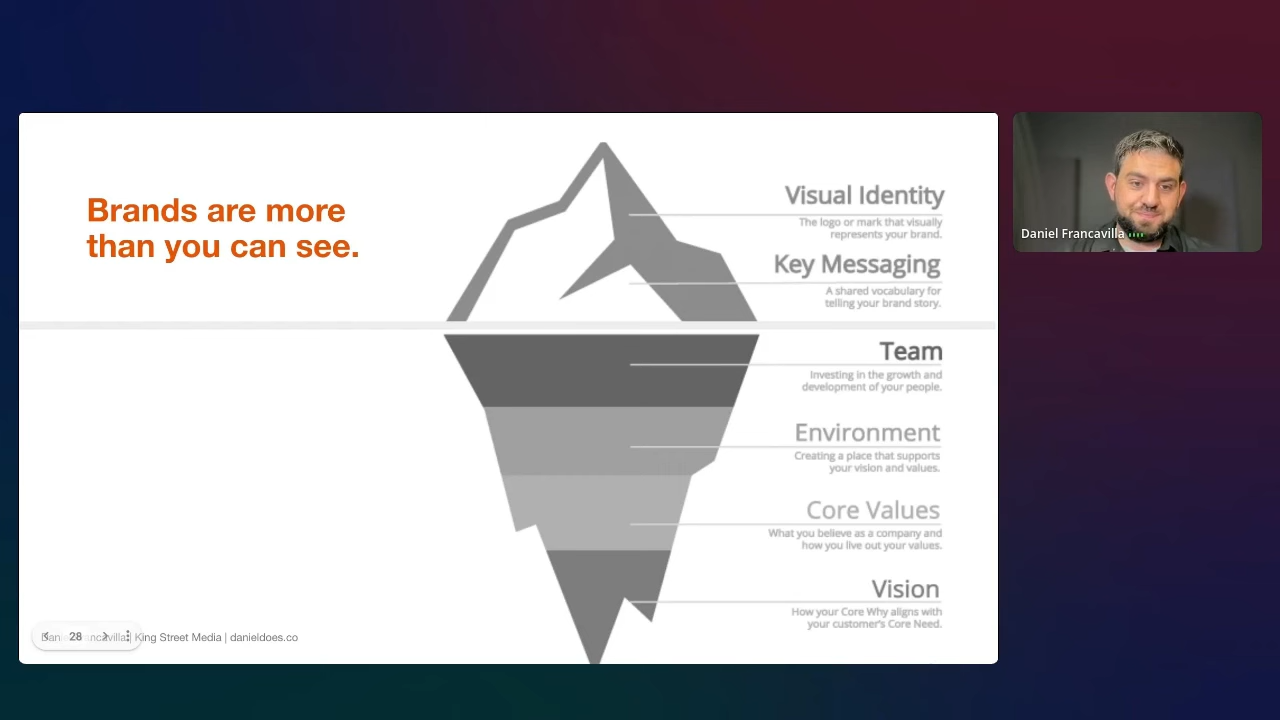 Brands are more
than you can see.
Visual Identity
The logo or mark that visually
represents your brand.
Key Messaging
A shared vocabulary for
telling your brand story.
Team
Investing in the growth and
development of your people.
Environment
Creating a place that supports
your vision and values.
Core Values
What you believe as a company and
how you live out your values.
Vision
How your Core Why aligns with
your customer's Core Need.
28
Daniel Francavilla | King Street Media | danieldoes.co
Daniel Francavilla